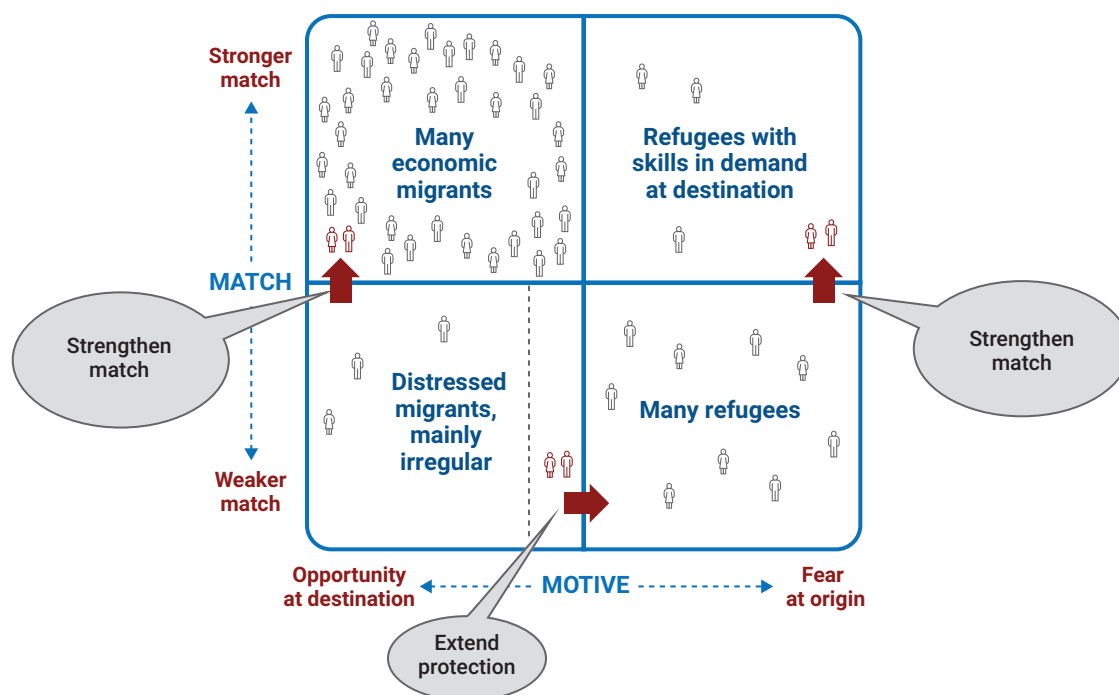 Stronger
match
Many
economic
migrants
Refugees with
skills in demand
at destination
MATCH
Strengthen
match
Strengthen
match
Distressed
migrants,
mainly
irregular
Many refugees
Weaker
match
Opportunity
at destination
MOTIVE
Fear
at origin
Extend
protection